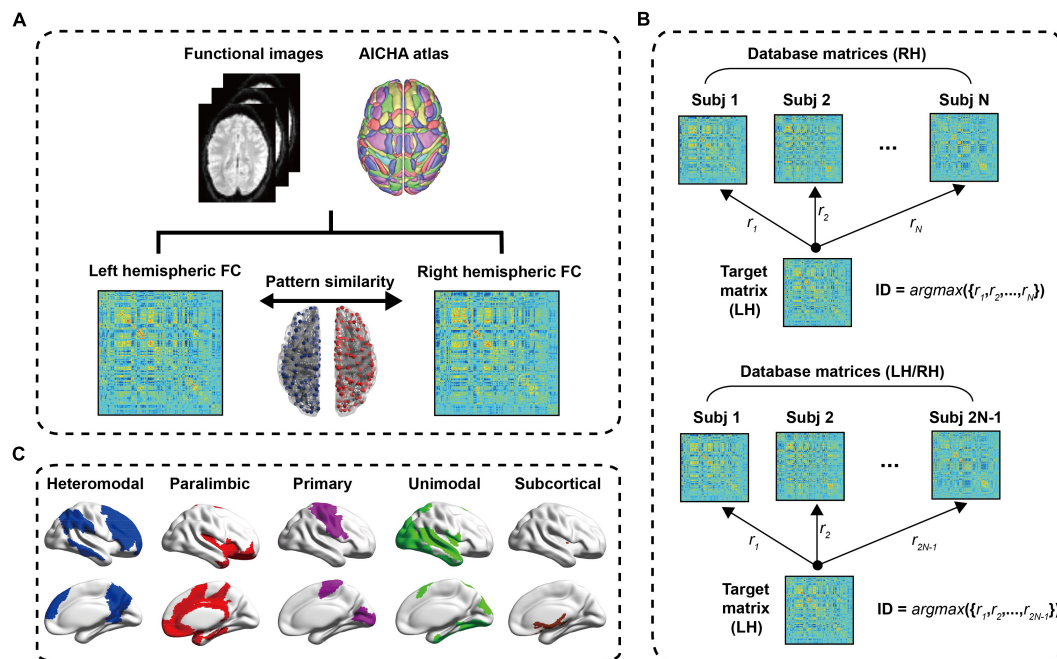 A
Functional images
AICHA atlas
Left hemispheric FC
Pattern similarity
Right hemispheric FC
B
Database matrices (RH)
Subj 1
Subj 2
Subj N
...
r1
r2
rN
Target
matrix
(LH)
ID = argmax({r1,r2,...,rN})
Database matrices (LH/RH)
Subj 1
Subj 2
Subj 2N-1
...
r1
r2
r2N-1
Target
matrix
(LH)
ID = argmax({r1,r2,...,r2N-1})
C
Heteromodal
Paralimbic
Primary
Unimodal
Subcortical